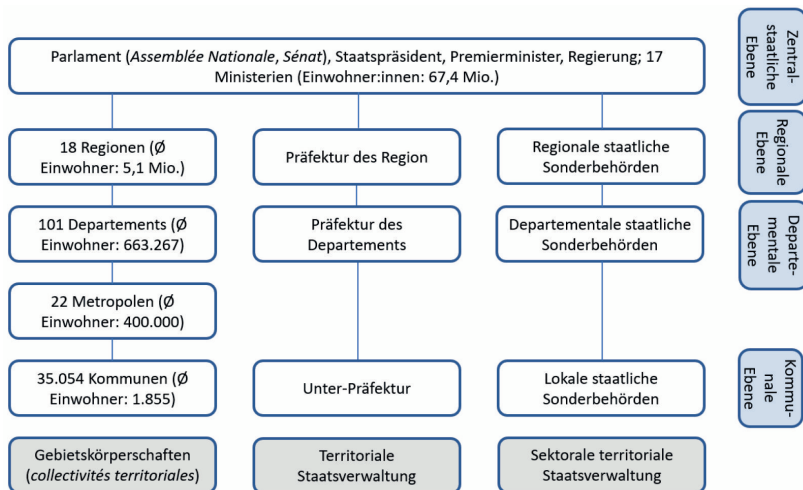 Parlament (Assemblée Nationale, Sénat), Staatspräsident, Premierminister, Regierung; 17
Ministerien (Einwohner:innen: 67,4 Mio.)
Zentral-
staatliche
Ebene
18 Regionen (Ø
Einwohner: 5,1 Mio.)
Präfektur des Region
Regionale staatliche
Sonderbehörden
Regionale
Ebene
101 Departements (Ø
Einwohner: 663.267)
Präfektur des
Departements
Departementale staatliche
Sonderbehörden
Departe-
mentale
Ebene
22 Metropolen (Ø
Einwohner: 400.000)
35.054 Kommunen (Ø
Einwohner: 1.855)
Unter-Präfektur
Lokale staatliche
Sonderbehörden
Kommu-
nale
Ebene
Gebietskörperschaften
(collectivités territoriales)
Territoriale
Staatsverwaltung
Sektorale territoriale
Staatsverwaltung